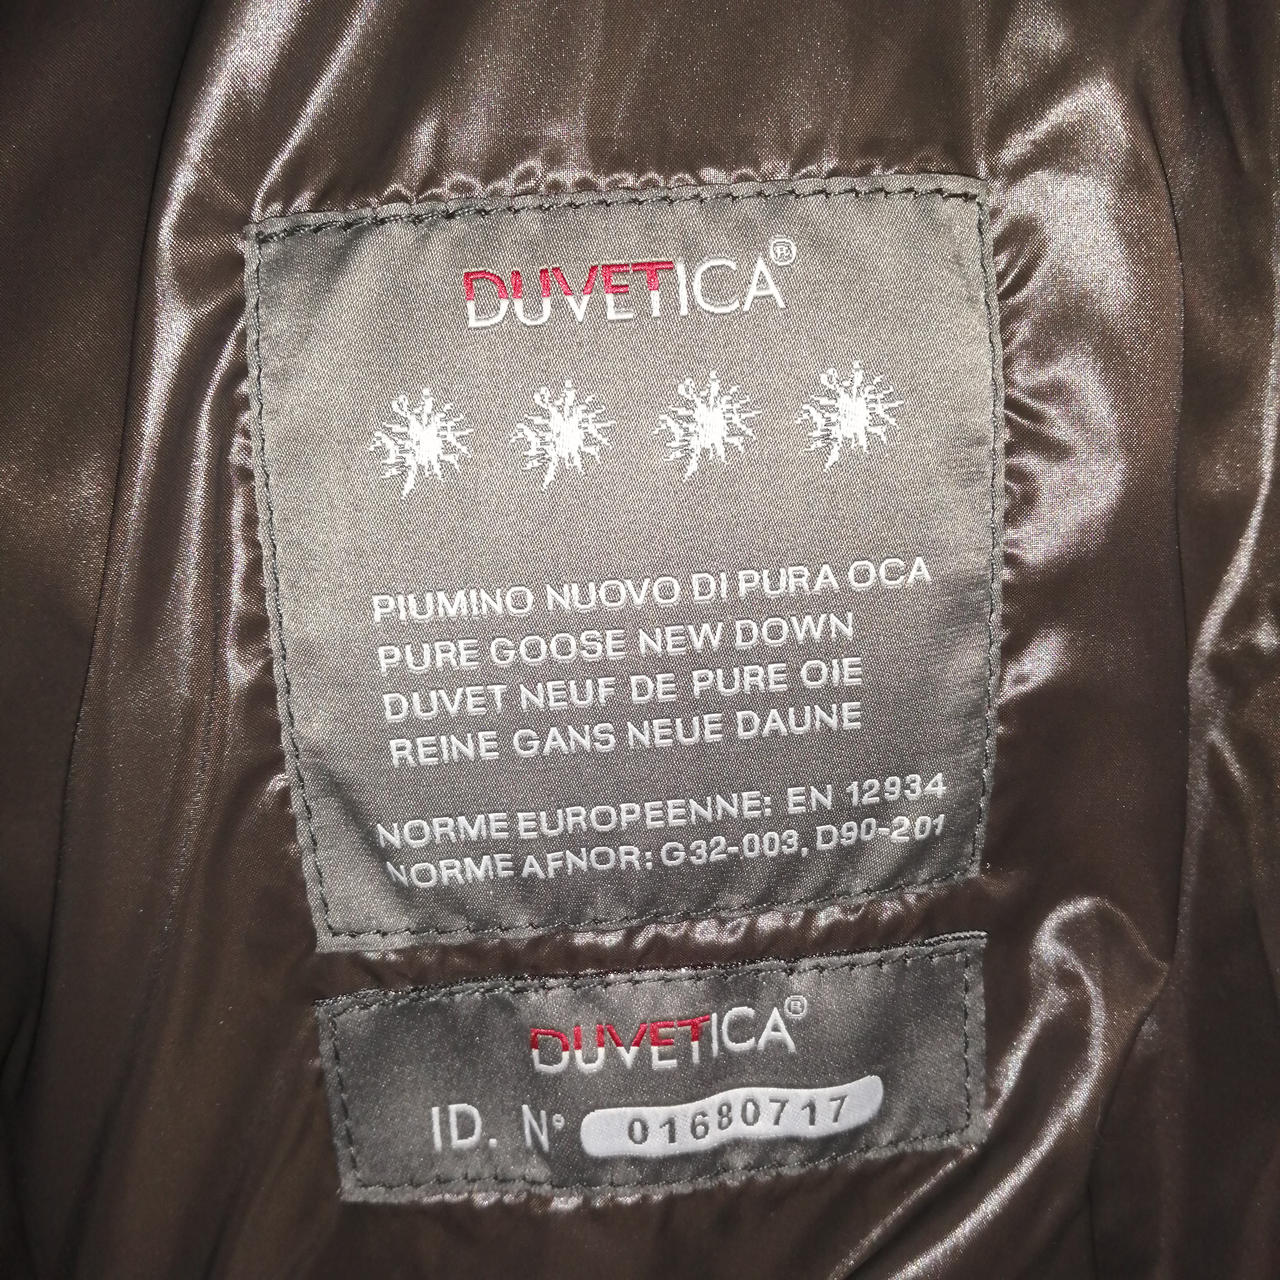 DUVETICA®
PIUMINO NUOVO DI PURA OCA
PURE GOOSE NEW DOWN
DUVET NEUF DE PURE OIE
REINE GANS NEUE DAUNE
NORME EUROPEENNE: EN 12934
NORME AFNOR: G32-003, D90-201
DUVETICA®
ID. N° 01680717